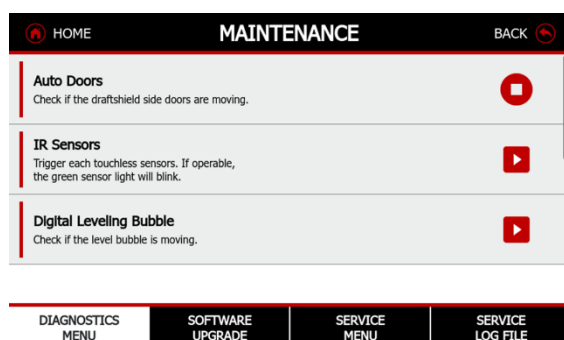 HOME
MAINTENANCE
BACK
Auto Doors
Check if the draftshield side doors are moving.
IR Sensors
Trigger each touchless sensors. If operable,
the green sensor light will blink.
Digital Leveling Bubble
Check if the level bubble is moving.
DIAGNOSTICS
MENU
SOFTWARE
UPGRADE
SERVICE
MENU
SERVICE
LOG FILE